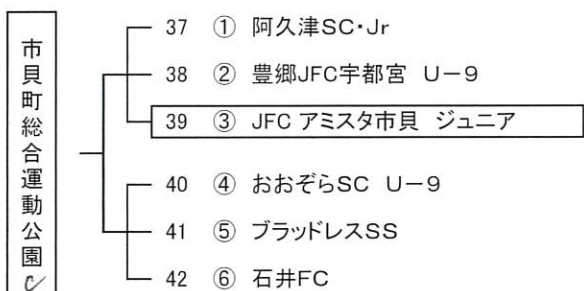 市貝町総合運動公園 C
37 ① 阿久津SC・Jr
38 ② 豊郷JFC宇都宮 U－9
39 ③ JFC アミスタ市貝 ジュニア
40 ④ おおぞらSC U－9
41 ⑤ ブラッドレスSS
42 ⑥ 石井FC